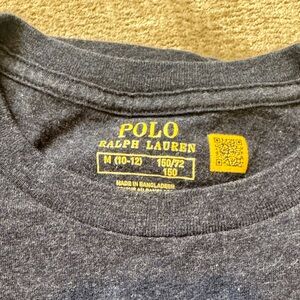 POLO
RALPH LAUREN
M (10-12) 150/72
150
MADE IN BANGLADESH